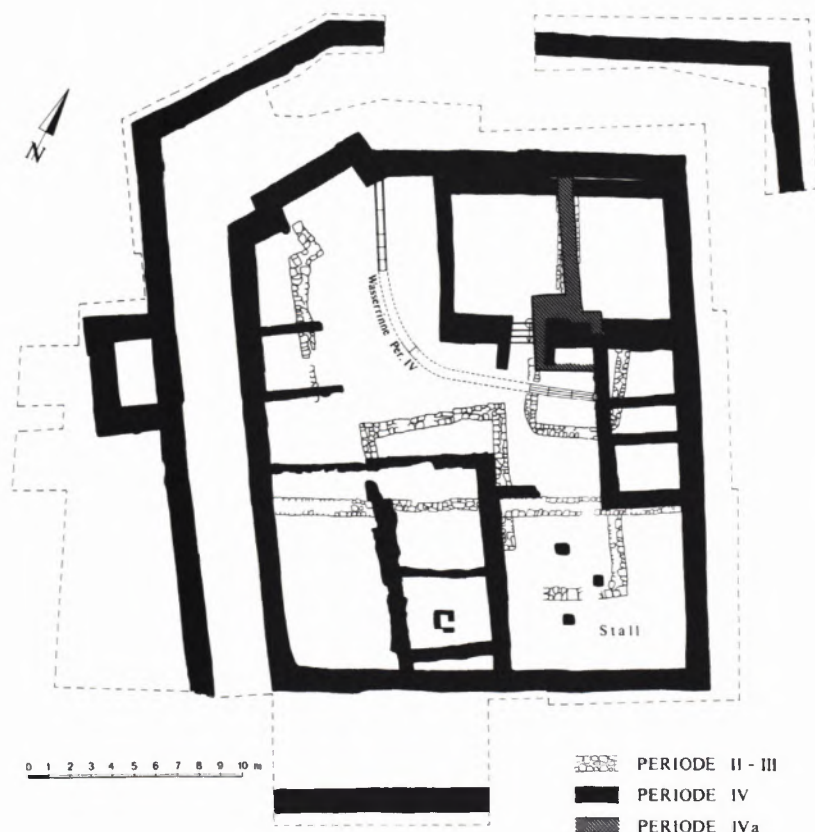 N
Wasserrinne Per. IV
Stall
0 1 2 3 4 5 6 7 8 9 10 m
PERIODE II - III
PERIODE IV
PERIODE IVa